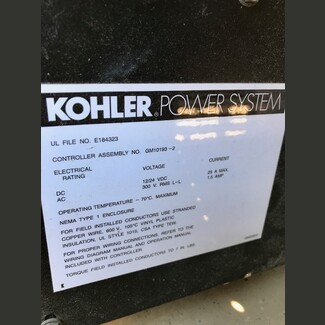 KOHLER® POWER SYSTEM
UL FILE NO. E184323
CONTROLLER ASSEMBLY NO. GM10193-2
ELECTRICAL RATING VOLTAGE CURRENT
DC 12/24 VDC 25 A MAX.
AC 300 V. RMS L-L 1.5 AMP
OPERATING TEMPERATURE - 70°C. MAXIMUM
NEMA TYPE 1 ENCLOSURE
FOR FIELD INSTALLED CONDUCTORS USE STRANDED
COPPER WIRE, 600V, 105°C VINYL PLASTIC
INSULATION, UL STYLE 1015, CSA TYPE TEW.
FOR PROPER WIRING CONNECTIONS, REFER TO THE
WIRING DIAGRAM MANUAL AND OPERATION MANUAL
INCLUDED WITH CONTROLLER.
TORQUE FIELD INSTALLED CONDUCTORS TO IN. LBS.